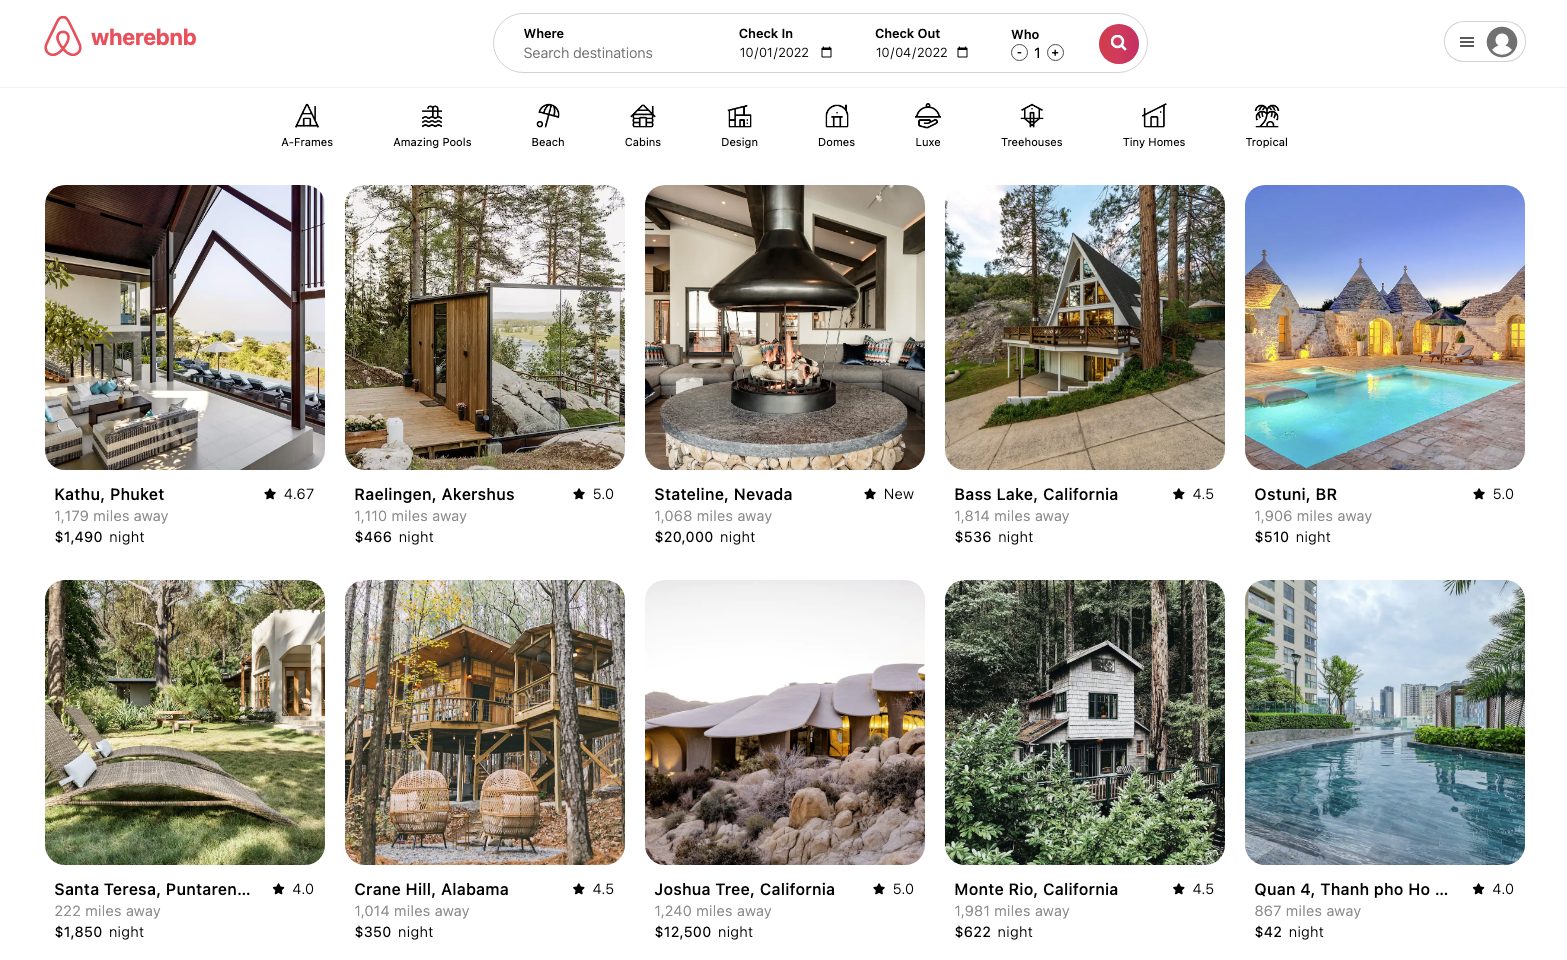 wherebnb
Where
Search destinations
Check In
10/01/2022
Check Out
10/04/2022
Who
- 1 +
A-Frames
Amazing Pools
Beach
Cabins
Design
Domes
Luxe
Treehouses
Tiny Homes
Tropical
Kathu, Phuket 4.67
1,179 miles away
$1,490 night
Raelingen, Akershus 5.0
1,110 miles away
$466 night
Stateline, Nevada New
1,068 miles away
$20,000 night
Bass Lake, California 4.5
1,814 miles away
$536 night
Ostuni, BR 5.0
1,906 miles away
$510 night
Santa Teresa, Puntaren... 4.0
222 miles away
$1,850 night
Crane Hill, Alabama 4.5
1,014 miles away
$350 night
Joshua Tree, California 5.0
1,240 miles away
$12,500 night
Monte Rio, California 4.5
1,981 miles away
$622 night
Quan 4, Thanh pho Ho ... 4.0
867 miles away
$42 night